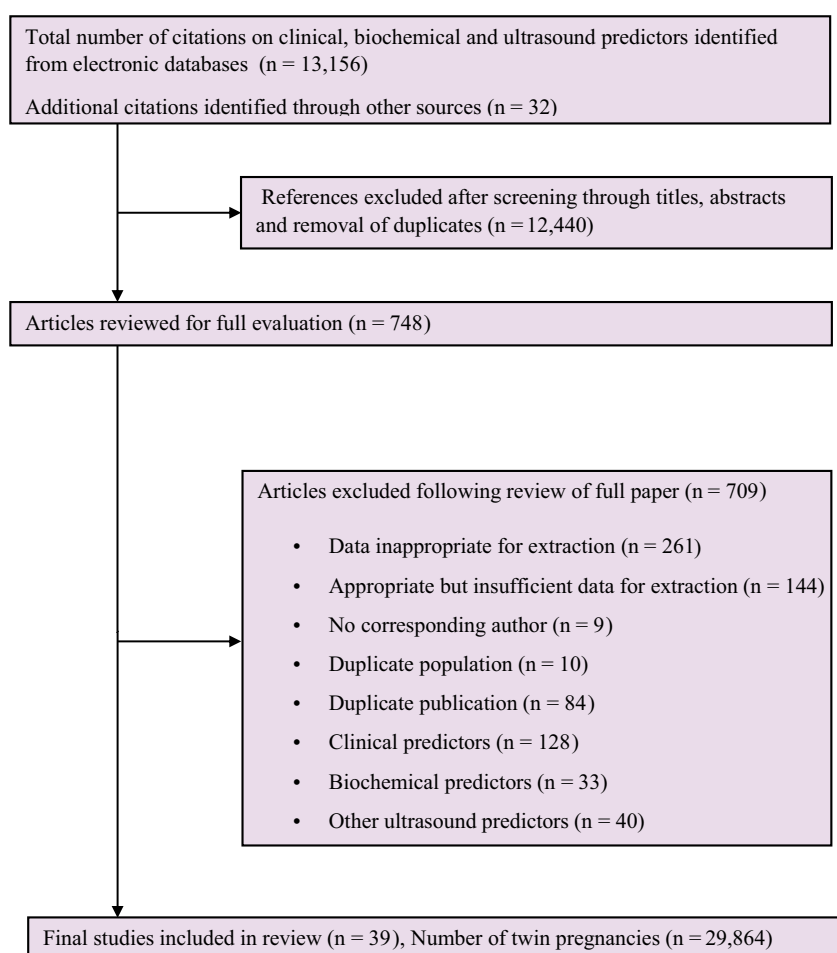 Total number of citations on clinical, biochemical and ultrasound predictors identified
from electronic databases (n = 13,156)
Additional citations identified through other sources (n = 32)
References excluded after screening through titles, abstracts
and removal of duplicates (n = 12,440)
Articles reviewed for full evaluation (n = 748)
Articles excluded following review of full paper (n = 709)
• Data inappropriate for extraction (n = 261)
• Appropriate but insufficient data for extraction (n = 144)
• No corresponding author (n = 9)
• Duplicate population (n = 10)
• Duplicate publication (n = 84)
• Clinical predictors (n = 128)
• Biochemical predictors (n = 33)
• Other ultrasound predictors (n = 40)
Final studies included in review (n = 39), Number of twin pregnancies (n = 29,864)